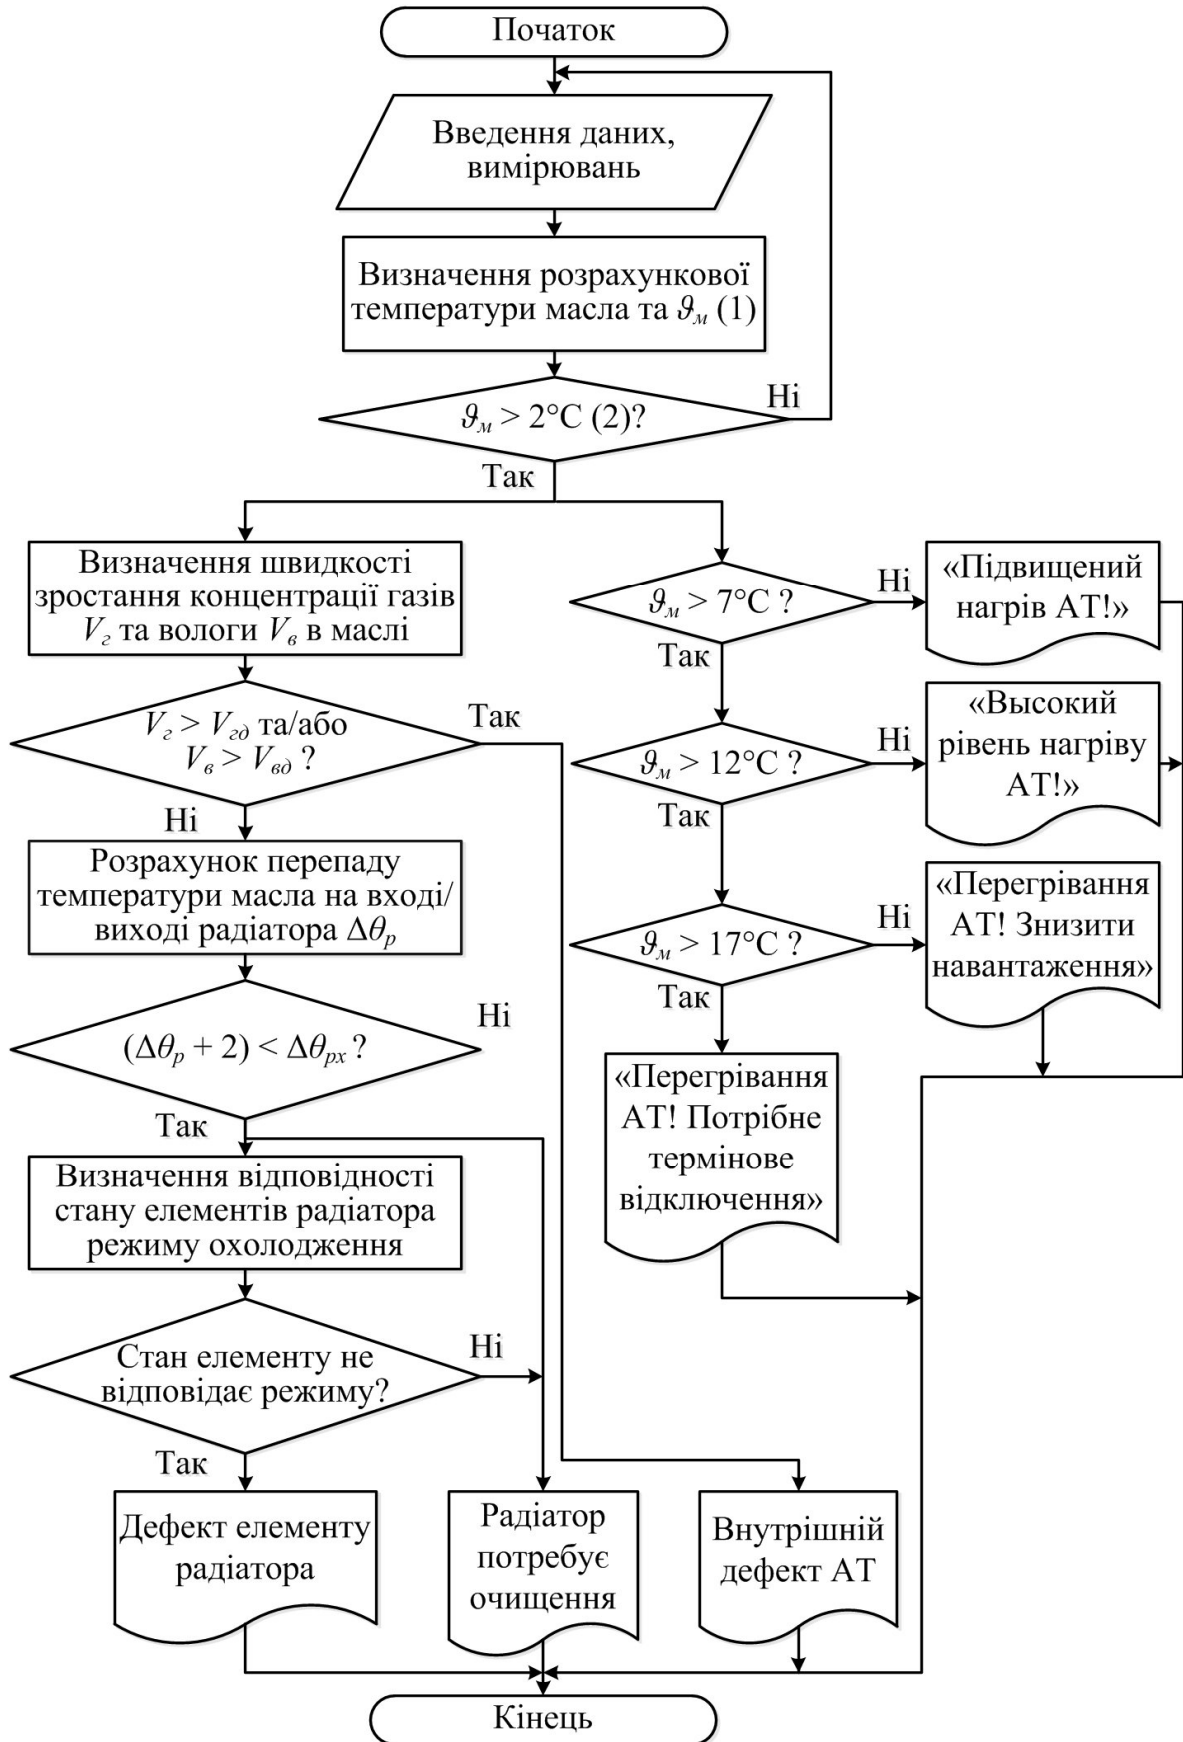 Початок
Введення даних,
вимірювань
Визначення розрахункової
температури масла та ϑм (1)
ϑм > 2°C (2)?
Ні
Так
Визначення швидкості
зростання концентрації газів
Vг та вологи Vв в маслі
Vг > Vгд та/або
Vв > Vвд ?
Так
Ні
Розрахунок перепаду
температури масла на вході/
виході радіатора Δθр
(Δθр + 2) < Δθрх ?
Ні
Так
Визначення відповідності
стану елементів радіатора
режиму охолодження
Стан елементу не
відповідає режиму?
Ні
Так
Дефект елементу
радіатора
Радіатор
потребує
очищення
Внутрішній
дефект АТ
ϑм > 7°C ?
Ні
Так
«Підвищений
нагрів АТ!»
ϑм > 12°C ?
Ні
Так
«Высокий
рівень нагріву
АТ!»
ϑм > 17°C ?
Ні
Так
«Перегрівання
АТ! Знизити
навантаження»
«Перегрівання
АТ! Потрібне
термінове
відключення»
Кінець